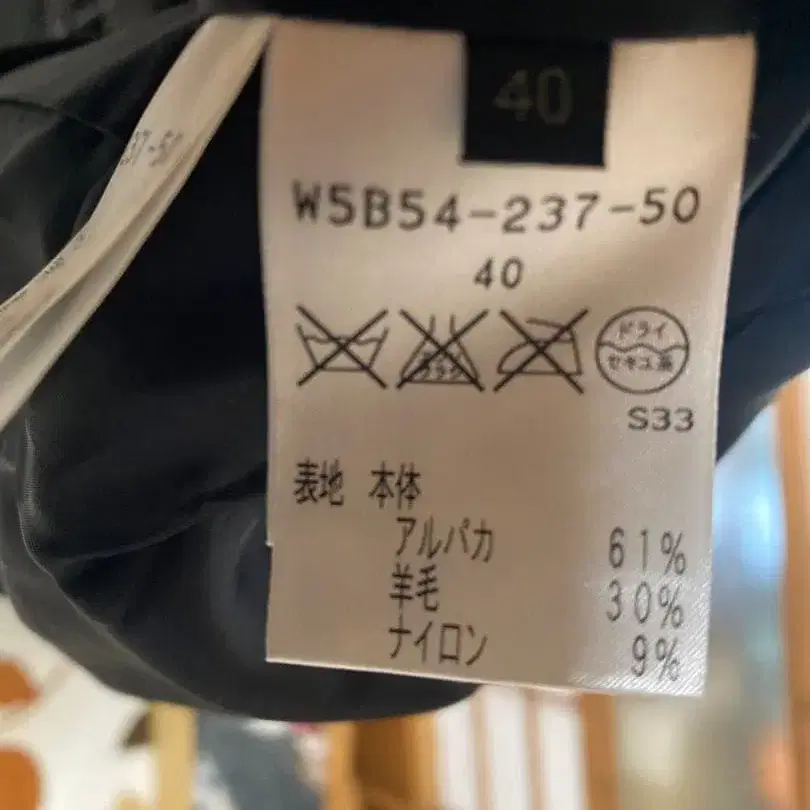 40
W5B54-237-50
40
ドライ
セキユ系
S33
表地 本体
アルパカ 61%
羊毛 30%
ナイロン 9%